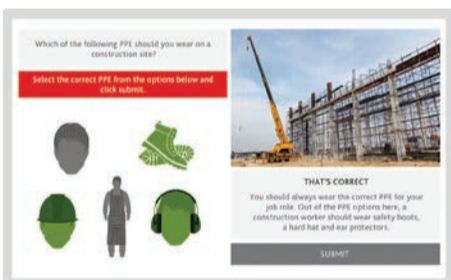 Which of the following PPE should you wear on a
construction site?
Select the correct PPE from the options below and
click submit.
THAT'S CORRECT
You should always wear the correct PPE for your
job role. Out of the PPE options here, a
construction worker should wear safety boots,
a hard hat and ear protectors.
SUBMIT